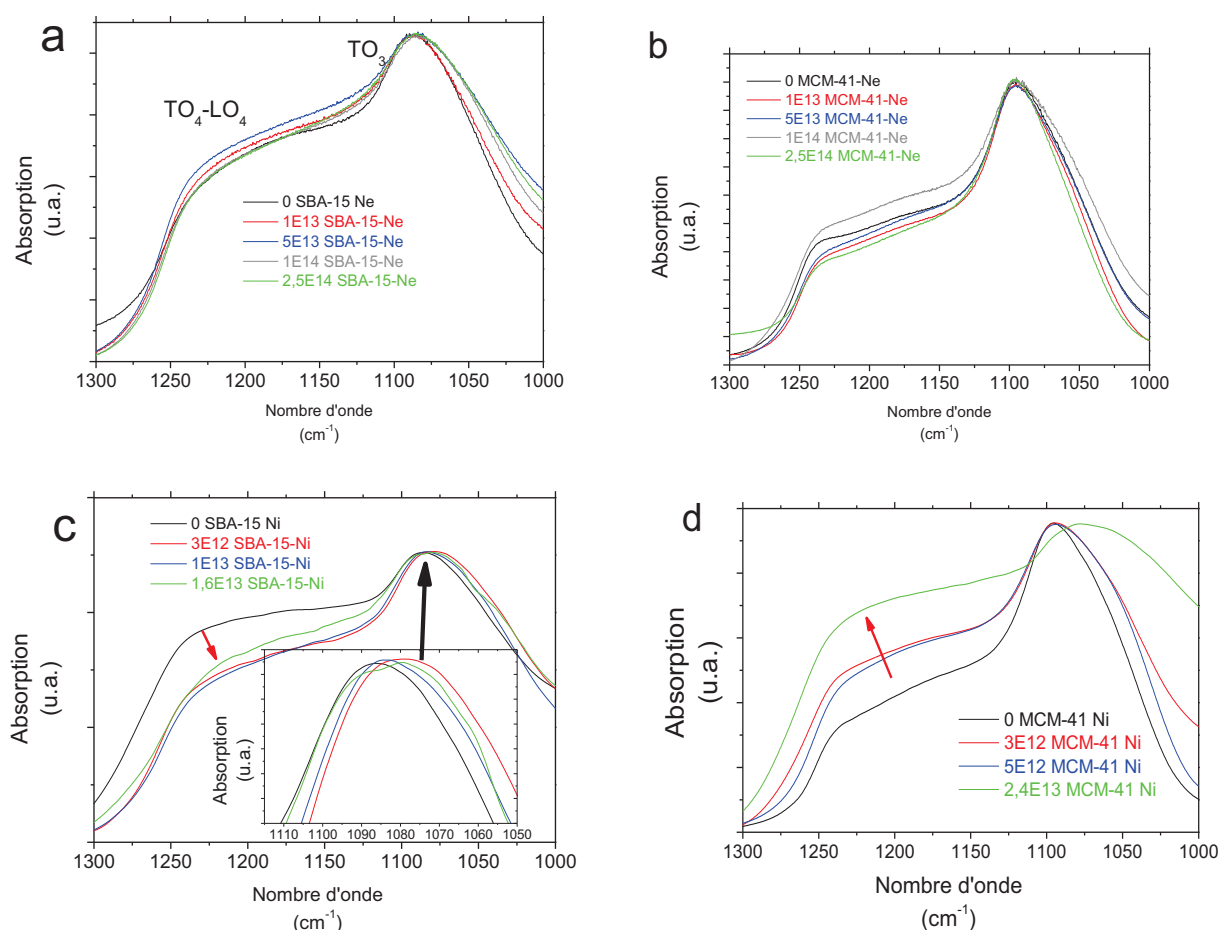 a
TO3
TO4-LO4
0 SBA-15 Ne
1E13 SBA-15-Ne
5E13 SBA-15-Ne
1E14 SBA-15-Ne
2,5E14 SBA-15-Ne
Absorption
(u.a.)
1300 1250 1200 1150 1100 1050 1000
Nombre d'onde
(cm-1)
b
0 MCM-41-Ne
1E13 MCM-41-Ne
5E13 MCM-41-Ne
1E14 MCM-41-Ne
2,5E14 MCM-41-Ne
Absorption
(u.a.)
1300 1250 1200 1150 1100 1050 1000
Nombre d'onde
(cm-1)
c
0 SBA-15 Ni
3E12 SBA-15-Ni
1E13 SBA-15-Ni
1,6E13 SBA-15-Ni
Absorption
(u.a.)
Absorption
(u.a.)
1110 1100 1090 1080 1070 1060 1050
1300 1250 1200 1150 1100 1050 1000
Nombre d'onde
(cm-1)
d
0 MCM-41 Ni
3E12 MCM-41 Ni
5E12 MCM-41 Ni
2,4E13 MCM-41 Ni
Absorption
(u.a.)
1300 1250 1200 1150 1100 1050 1000
Nombre d'onde
(cm-1)